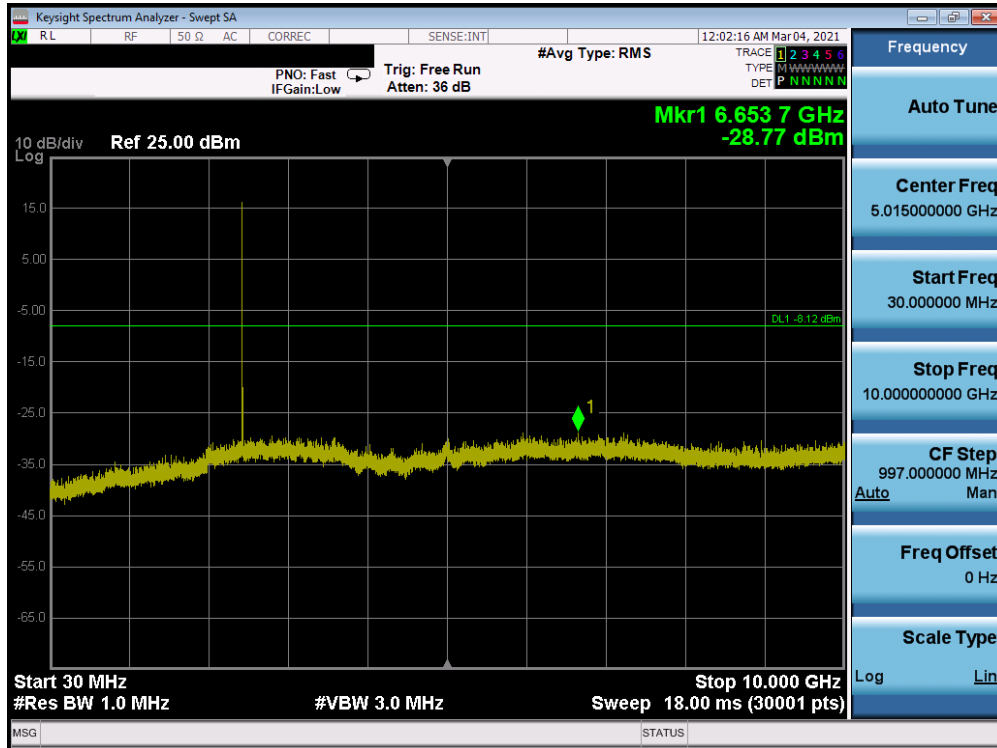 Keysight Spectrum Analyzer - Swept SA
LXI RL RF 50 Ω AC CORREC SENSE:INT 12:02:16 AM Mar 04, 2021
#Avg Type: RMS
TRACE 1 2 3 4 5 6
PNO: Fast Trig: Free Run TYPE M WWWWW
IFGain:Low Atten: 36 dB DET P N N N N N
Mkr1 6.653 7 GHz
-28.77 dBm
10 dB/div Ref 25.00 dBm
Log
15.0
5.00
-5.00
DL1 -8.12 dBm
-15.0
-25.0
1
-35.0
-45.0
-55.0
-65.0
Start 30 MHz Stop 10.000 GHz
#Res BW 1.0 MHz #VBW 3.0 MHz Sweep 18.00 ms (30001 pts)
MSG STATUS
Frequency
Auto Tune
Center Freq
5.015000000 GHz
Start Freq
30.000000 MHz
Stop Freq
10.000000000 GHz
CF Step
997.000000 MHz
Auto Man
Freq Offset
0 Hz
Scale Type
Log Lin